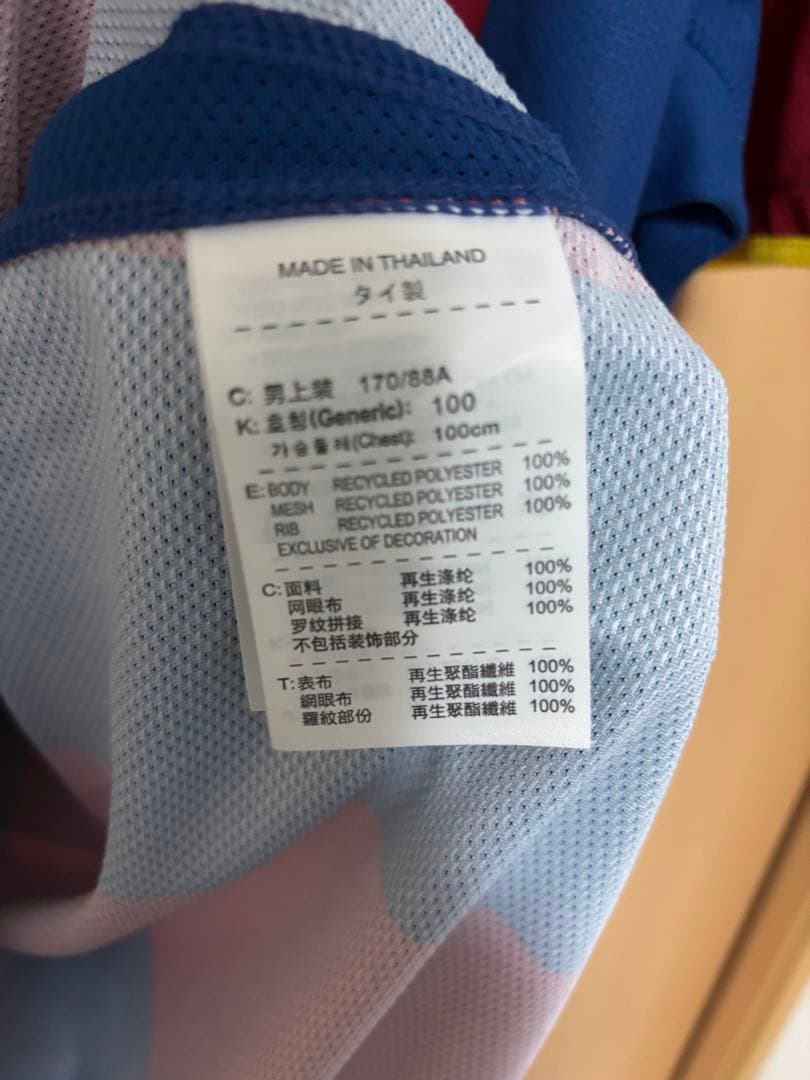 MADE IN THAILAND
タイ製
C: 男上装 170/88A
K: 호칭(Generic): 100
가슴둘레(Chest): 100cm
E: BODY RECYCLED POLYESTER 100%
MESH RECYCLED POLYESTER 100%
RIB RECYCLED POLYESTER 100%
EXCLUSIVE OF DECORATION
C: 面料 再生涤纶 100%
网眼布 再生涤纶 100%
罗纹拼接 再生涤纶 100%
不包括装饰部分
T: 表布 再生聚酯纖維 100%
網眼布 再生聚酯纖維 100%
羅紋部份 再生聚酯纖維 100%